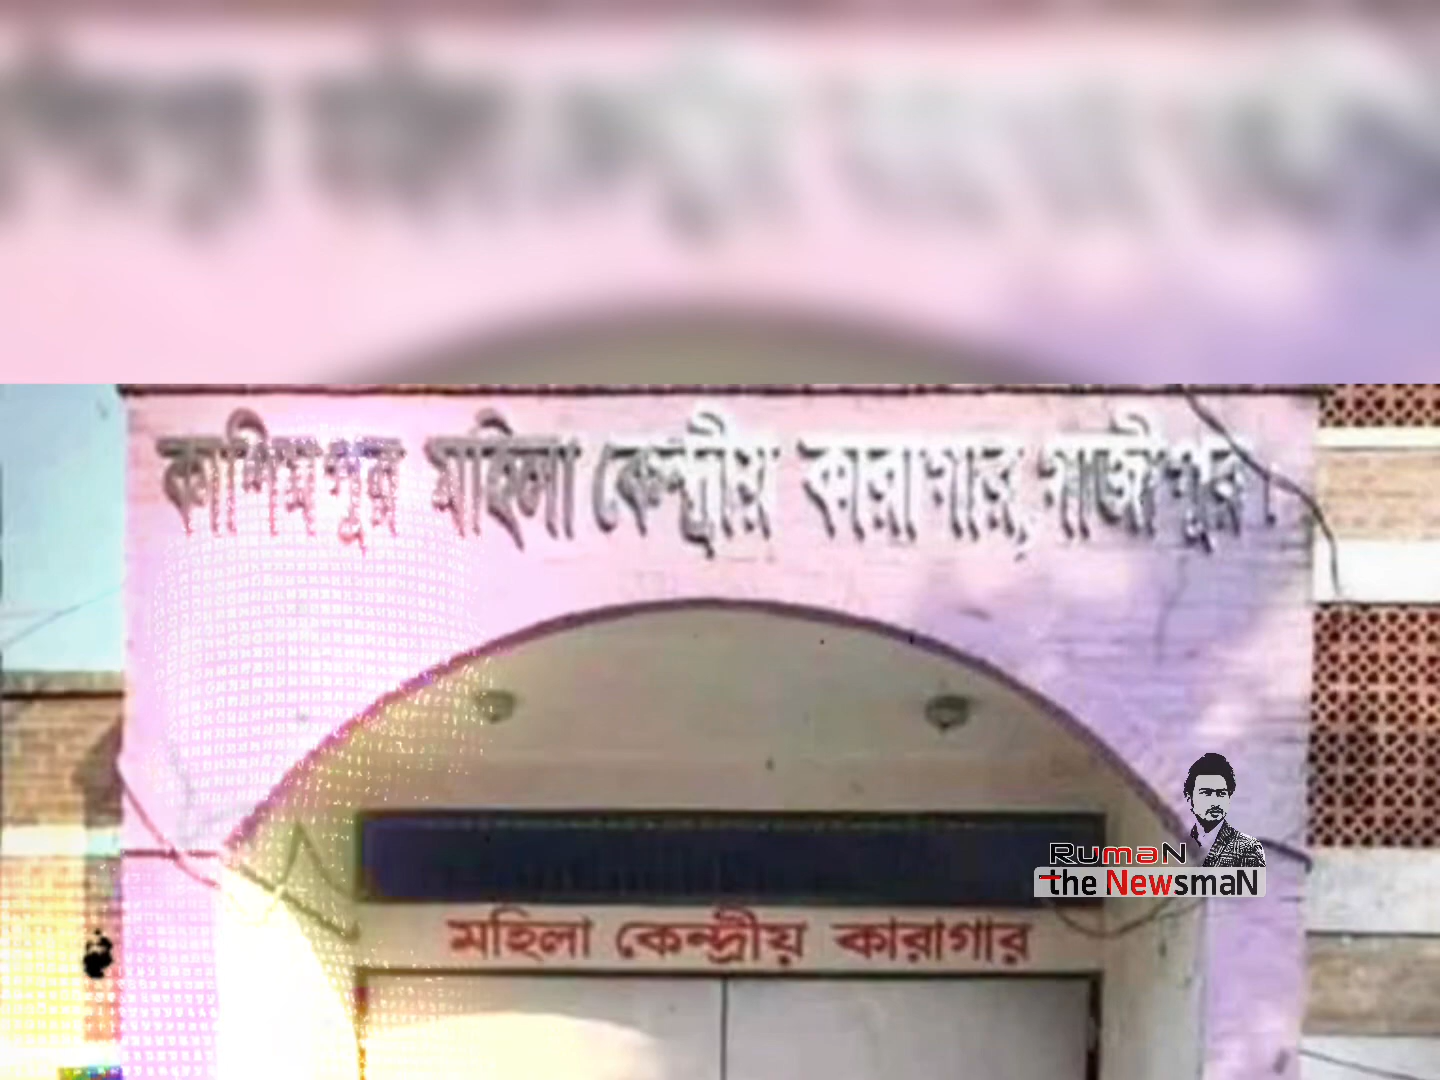 কাশিমপুর মহিলা কেন্দ্রীয় কারাগার, গাজীপুর।
RumaN
the NewsmaN
মহিলা কেন্দ্রীয় কারাগার